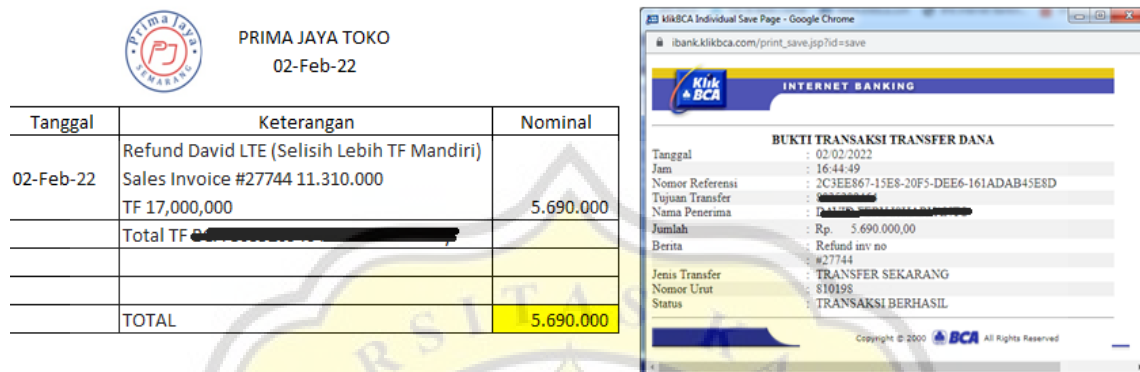 Prima Jaya
PJ
SEMARANG
PRIMA JAYA TOKO
02-Feb-22
Tanggal Keterangan Nominal
02-Feb-22
Refund David LTE (Selisih Lebih TF Mandiri)
Sales Invoice #27744 11.310.000
TF 17,000,000 5.690.000
Total TF
TOTAL 5.690.000
klikBCA Individual Save Page - Google Chrome
ibank.klikbca.com/print_save.jsp?id=save
Klik
BCA
INTERNET BANKING
BUKTI TRANSAKSI TRANSFER DANA
Tanggal : 02/02/2022
Jam : 16:44:49
Nomor Referensi : 2C3EE867-15E8-20F5-DEE6-161ADAB45E8D
Tujuan Transfer :
Nama Penerima :
Jumlah : Rp. 5.690.000,00
Berita : Refund inv no
: #27744
Jenis Transfer : TRANSFER SEKARANG
Nomor Urut : 810198
Status : TRANSAKSI BERHASIL
Copyright © 2000 BCA All Rights Reserved
R S I T A S K